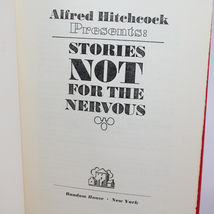 Alfred Hitchcock
Presents:
STORIES
NOT
FOR THE
NERVOUS
Random House · New York